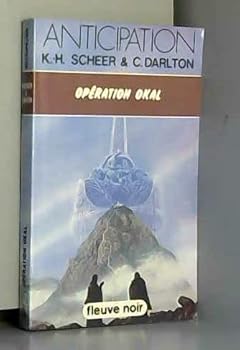 ANTICIPATION
K.-H. SCHEER & C. DARLTON
OPÉRATION OKAL
fleuve noir